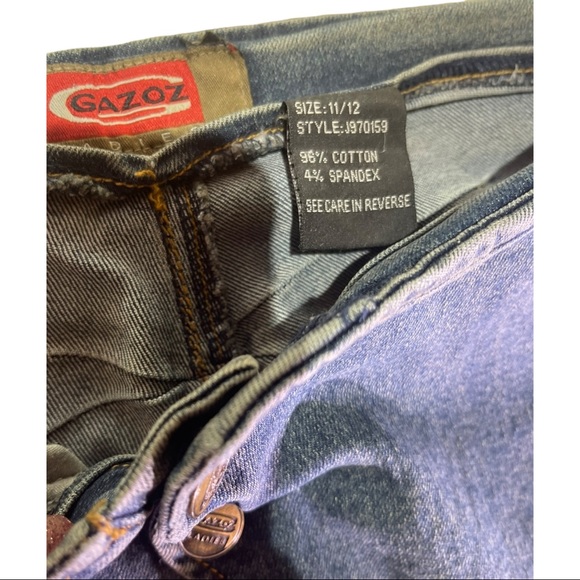 GAZOZ
SIZE: 11/12
STYLE:J970159
96% COTTON
4% SPANDEX
SEE CARE IN REVERSE
GAZOZ